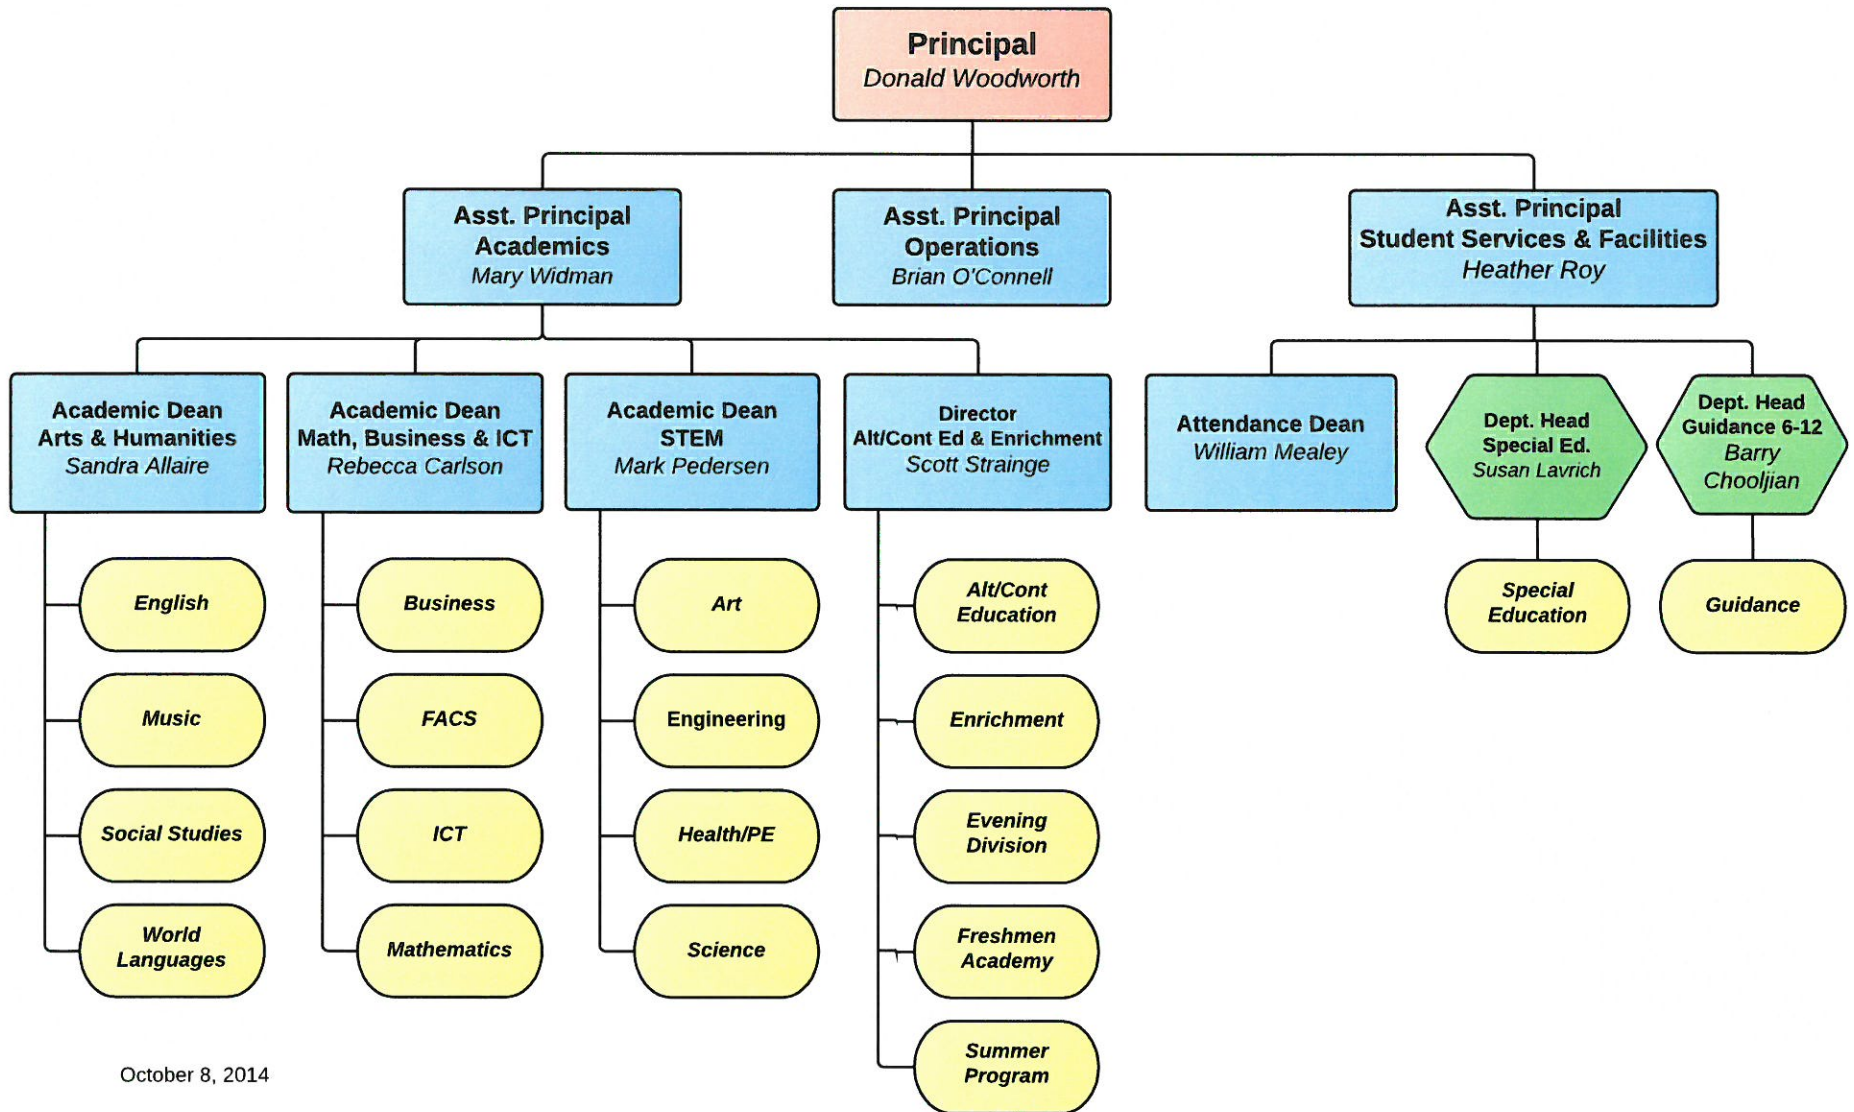 Principal
Donald Woodworth
Asst. Principal
Academics
Mary Widman
Asst. Principal
Operations
Brian O'Connell
Asst. Principal
Student Services & Facilities
Heather Roy
Academic Dean
Arts & Humanities
Sandra Allaire
Academic Dean
Math, Business & ICT
Rebecca Carlson
Academic Dean
STEM
Mark Pedersen
Director
Alt/Cont Ed & Enrichment
Scott Strainge
Attendance Dean
William Mealey
Dept. Head
Special Ed.
Susan Lavrich
Dept. Head
Guidance 6-12
Barry
Chooljian
English
Music
Social Studies
World
Languages
Business
FACS
ICT
Mathematics
Art
Engineering
Health/PE
Science
Alt/Cont
Education
Enrichment
Evening
Division
Freshmen
Academy
Summer
Program
Special
Education
Guidance
October 8, 2014